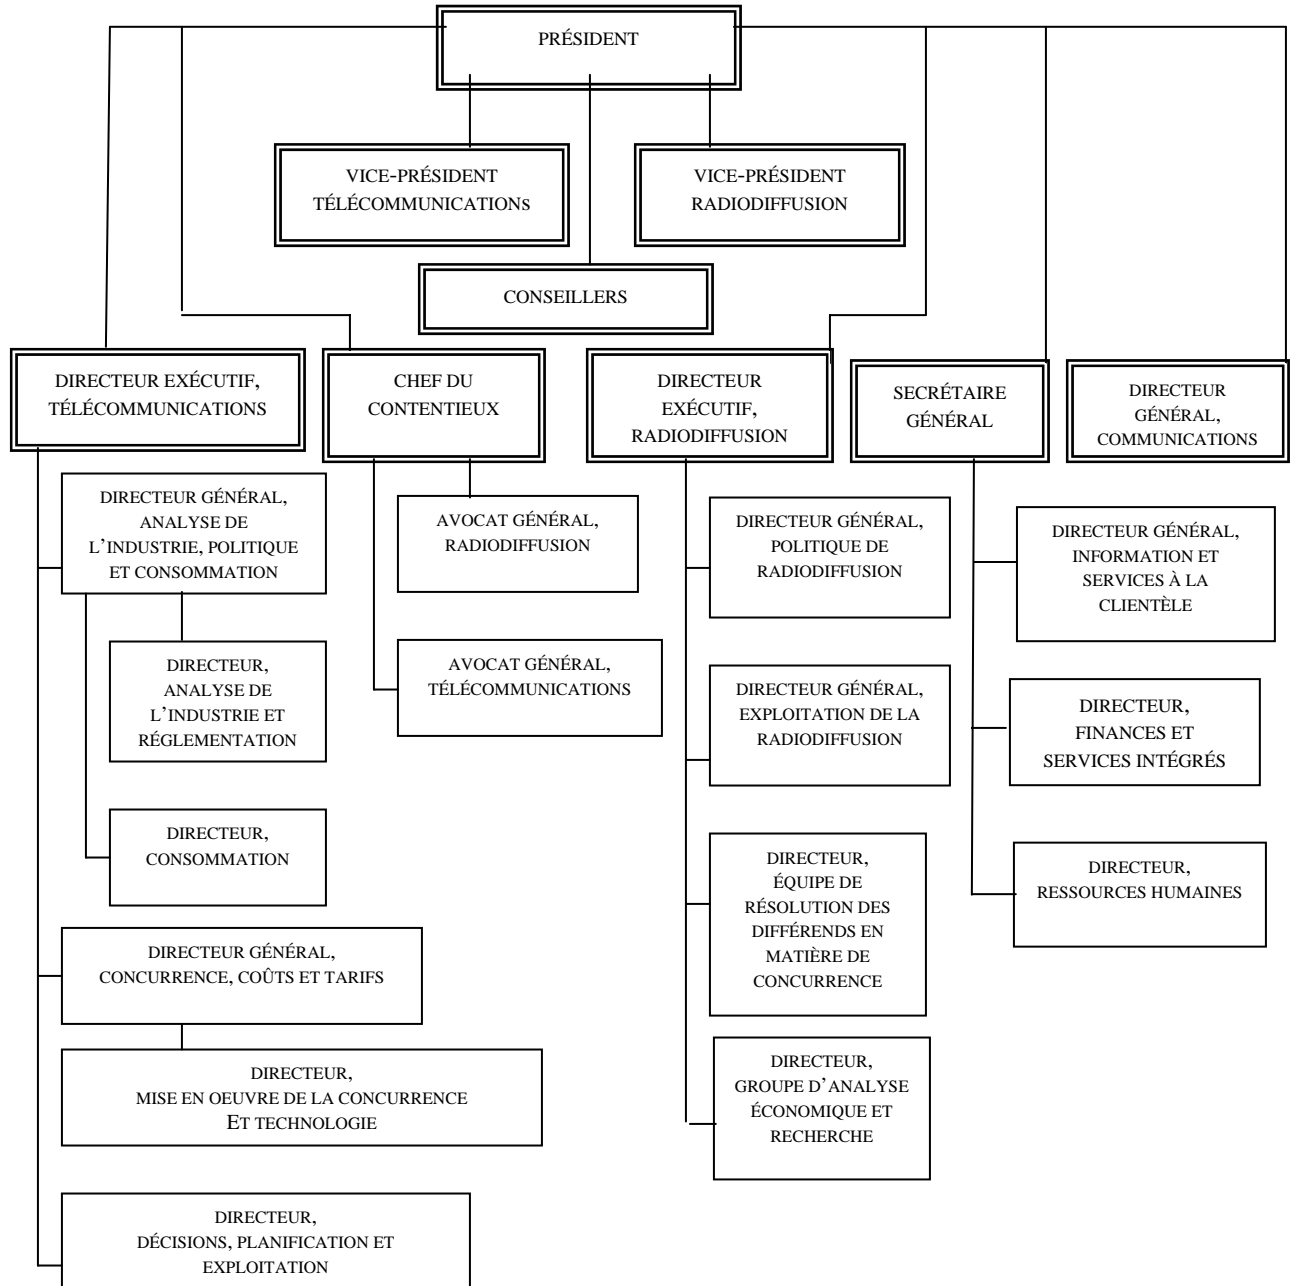 PRÉSIDENT
VICE-PRÉSIDENT
TÉLÉCOMMUNICATIONS
VICE-PRÉSIDENT
RADIODIFFUSION
CONSEILLERS
DIRECTEUR EXÉCUTIF,
TÉLÉCOMMUNICATIONS
CHEF DU
CONTENTIEUX
DIRECTEUR
EXÉCUTIF,
RADIODIFFUSION
SECRÉTAIRE
GÉNÉRAL
DIRECTEUR
GÉNÉRAL,
COMMUNICATIONS
DIRECTEUR GÉNÉRAL,
ANALYSE DE
L’INDUSTRIE, POLITIQUE
ET CONSOMMATION
DIRECTEUR,
ANALYSE DE
L’INDUSTRIE ET
RÉGLEMENTATION
DIRECTEUR,
CONSOMMATION
DIRECTEUR GÉNÉRAL,
CONCURRENCE, COÛTS ET TARIFS
DIRECTEUR,
MISE EN OEUVRE DE LA CONCURRENCE
ET TECHNOLOGIE
DIRECTEUR,
DÉCISIONS, PLANIFICATION ET
EXPLOITATION
AVOCAT GÉNÉRAL,
RADIODIFFUSION
AVOCAT GÉNÉRAL,
TÉLÉCOMMUNICATIONS
DIRECTEUR GÉNÉRAL,
POLITIQUE DE
RADIODIFFUSION
DIRECTEUR GÉNÉRAL,
EXPLOITATION DE LA
RADIODIFFUSION
DIRECTEUR,
ÉQUIPE DE
RÉSOLUTION DES
DIFFÉRENDS EN
MATIÈRE DE
CONCURRENCE
DIRECTEUR,
GROUPE D’ANALYSE
ÉCONOMIQUE ET
RECHERCHE
DIRECTEUR GÉNÉRAL,
INFORMATION ET
SERVICES À LA
CLIENTÈLE
DIRECTEUR,
FINANCES ET
SERVICES INTÉGRÉS
DIRECTEUR,
RESSOURCES HUMAINES